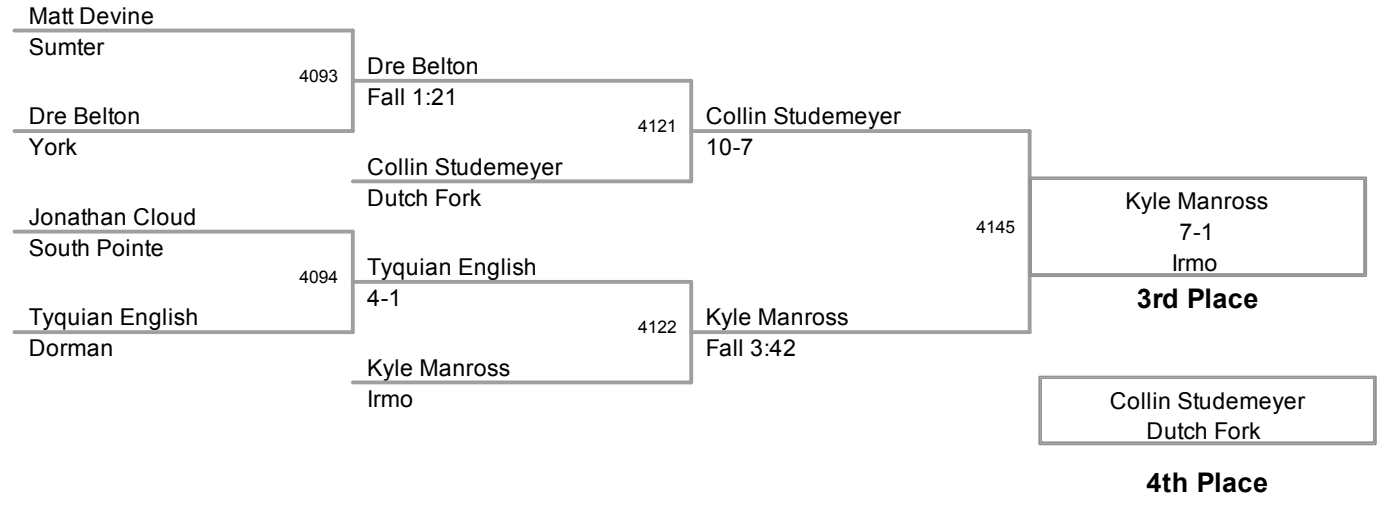 Matt Devine
Sumter
4093
Dre Belton
Fall 1:21
Dre Belton
York
4121
Collin Studemeyer
10-7
Collin Studemeyer
Dutch Fork
Jonathan Cloud
South Pointe
4094
Tyquian English
4-1
Tyquian English
Dorman
4122
Kyle Manross
Fall 3:42
Kyle Manross
Irmo
4145
Kyle Manross
7-1
Irmo
3rd Place
Collin Studemeyer
Dutch Fork
4th Place